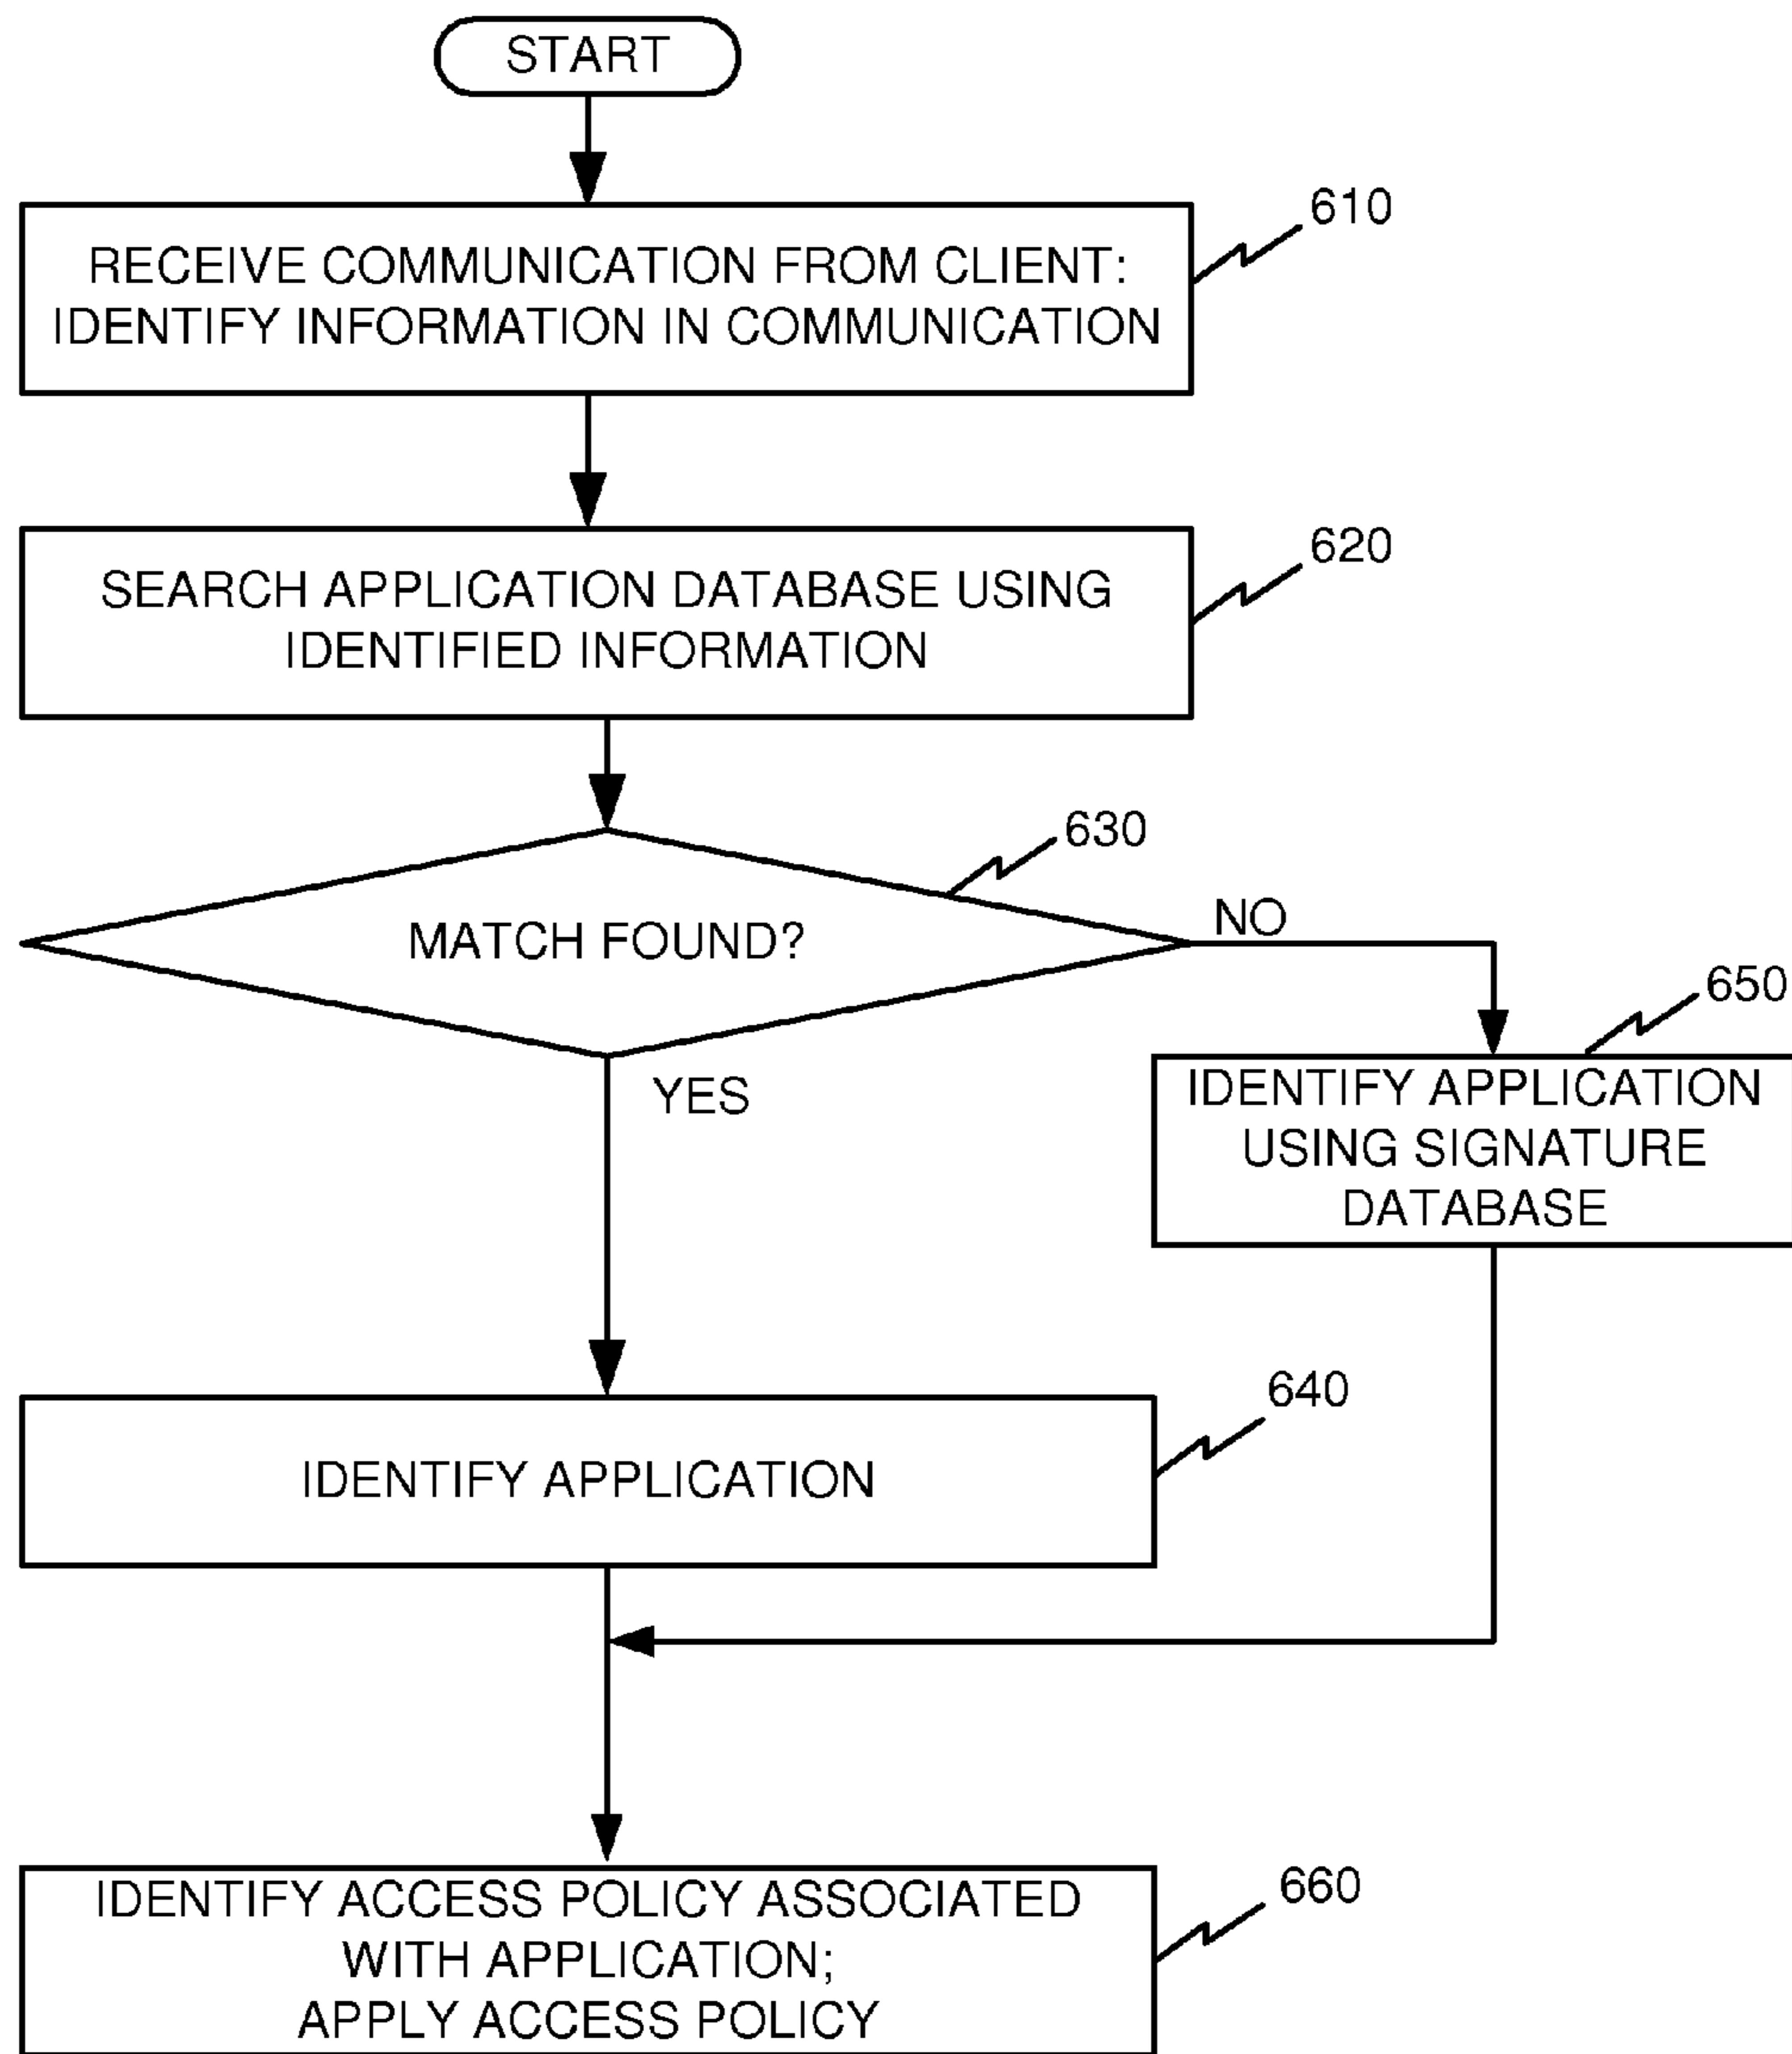 START
610
RECEIVE COMMUNICATION FROM CLIENT:
IDENTIFY INFORMATION IN COMMUNICATION
620
SEARCH APPLICATION DATABASE USING
IDENTIFIED INFORMATION
630
MATCH FOUND?
NO
650
YES
IDENTIFY APPLICATION
USING SIGNATURE
DATABASE
640
IDENTIFY APPLICATION
660
IDENTIFY ACCESS POLICY ASSOCIATED
WITH APPLICATION;
APPLY ACCESS POLICY